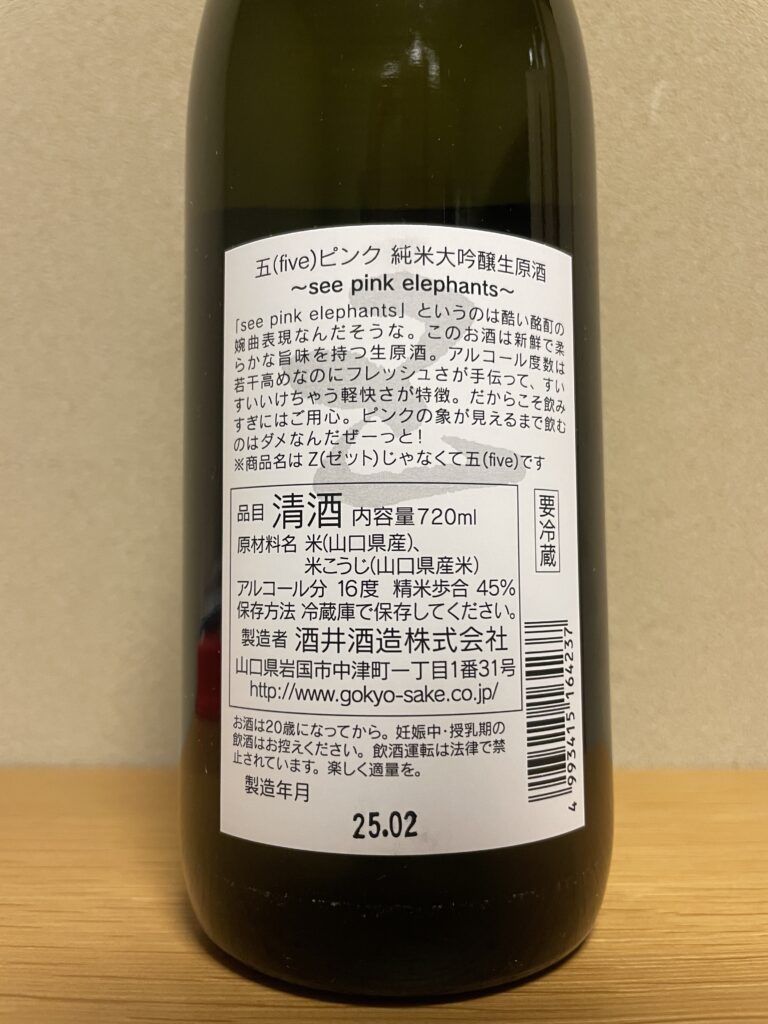 五(five)ピンク 純米大吟醸生原酒
～see pink elephants～
「see pink elephants」というのは酷い酩酊の
婉曲表現なんだそうな。このお酒は新鮮で柔
らかな旨味を持つ生原酒。アルコール度数は
若干高めなのにフレッシュさが手伝って、すい
すいいけちゃう軽快さが特徴。だからこそ飲み
すぎにはご用心。ピンクの象が見えるまで飲む
のはダメなんだぜーっと！
※商品名は Z(ゼット)じゃなくて五(five)です
品目 清酒 内容量720ml
原材料名 米(山口県産)、
米こうじ(山口県産米)
アルコール分 16度 精米歩合 45%
保存方法 冷蔵庫で保存してください。
製造者 酒井酒造株式会社
山口県岩国市中津町一丁目1番31号
http://www.gokyo-sake.co.jp/
要冷蔵
お酒は20歳になってから。妊娠中・授乳期の
飲酒はお控えください。飲酒運転は法律で禁
止されています。楽しく適量を。
製造年月
25.02
4 993415 164237